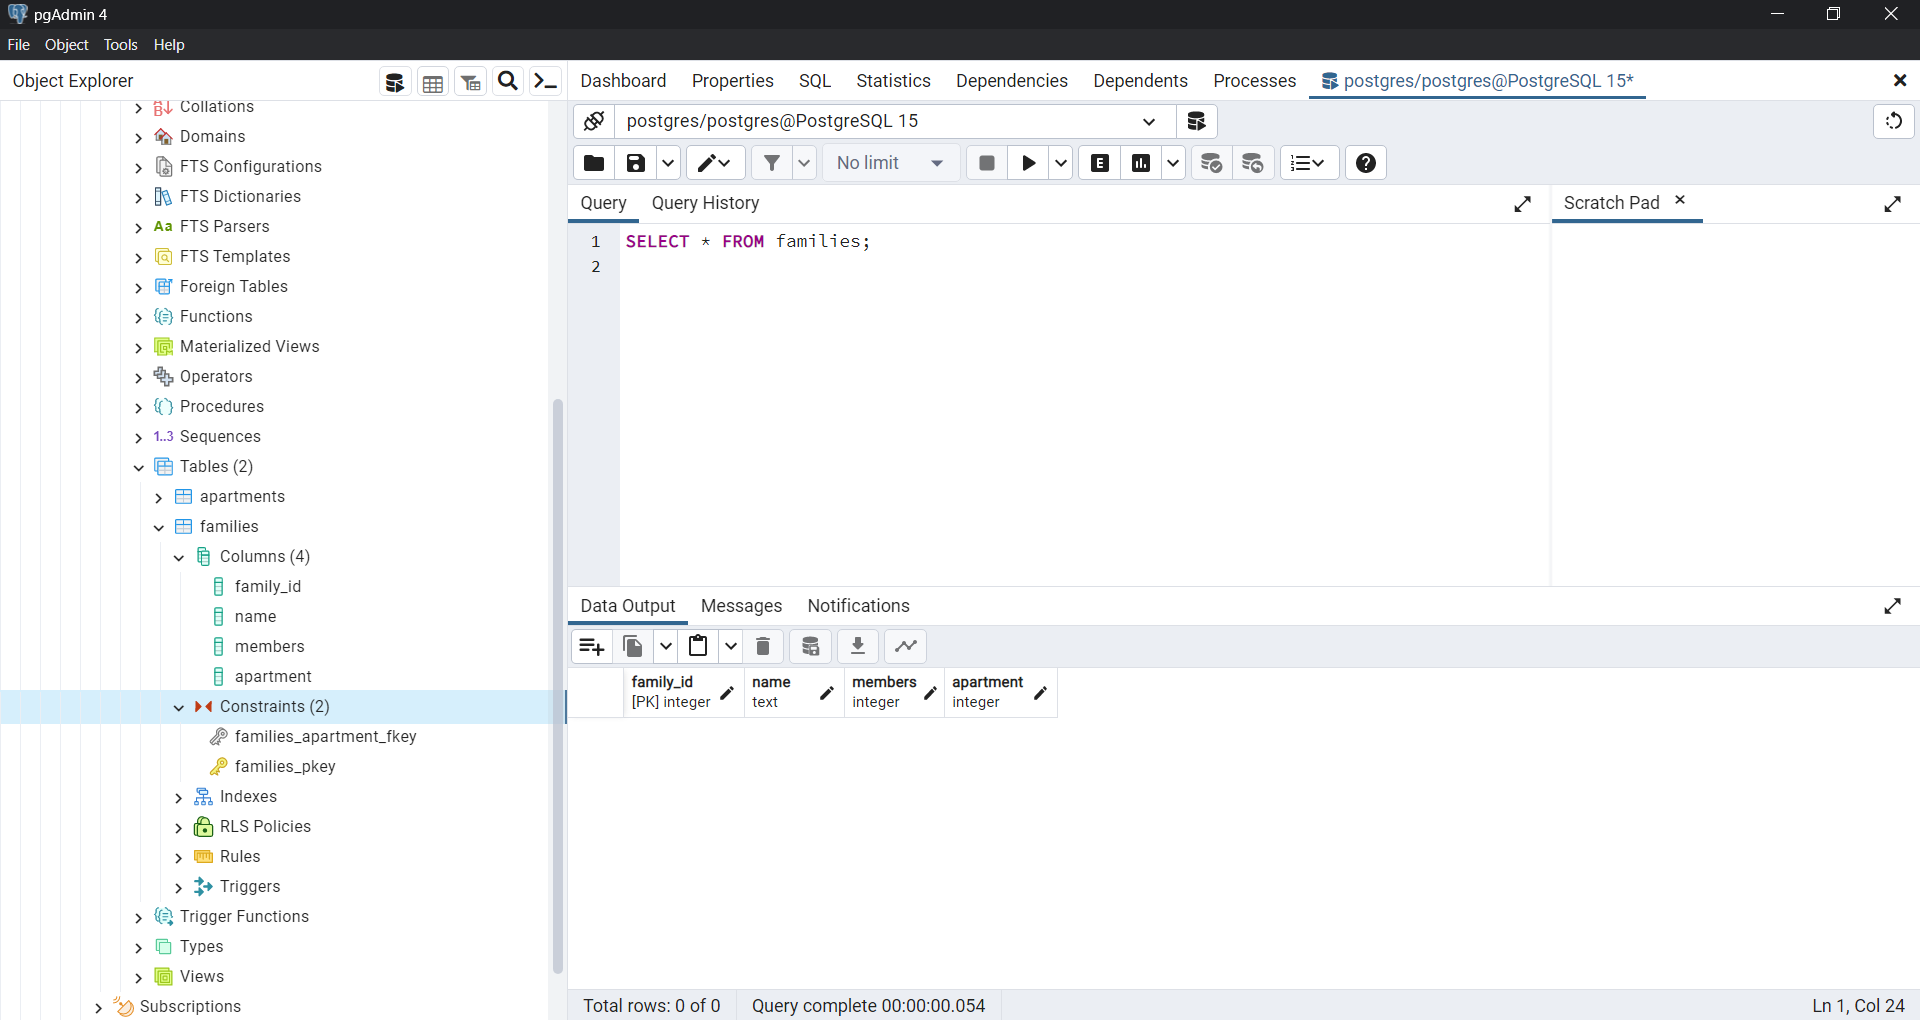 pgAdmin 4
File Object Tools Help
Object Explorer
Dashboard Properties SQL Statistics Dependencies Dependents Processes postgres/postgres@PostgreSQL 15*
Collations
Domains
FTS Configurations
FTS Dictionaries
Aa FTS Parsers
FTS Templates
Foreign Tables
Functions
Materialized Views
Operators
Procedures
1..3 Sequences
Tables (2)
apartments
families
Columns (4)
family_id
name
members
apartment
Constraints (2)
families_apartment_fkey
families_pkey
Indexes
RLS Policies
Rules
Triggers
Trigger Functions
Types
Views
Subscriptions
postgres/postgres@PostgreSQL 15
No limit
E
Query Query History
Scratch Pad
1 SELECT * FROM families;
2
Data Output Messages Notifications
family_id name members apartment
[PK] integer text integer integer
Total rows: 0 of 0 Query complete 00:00:00.054 Ln 1, Col 24